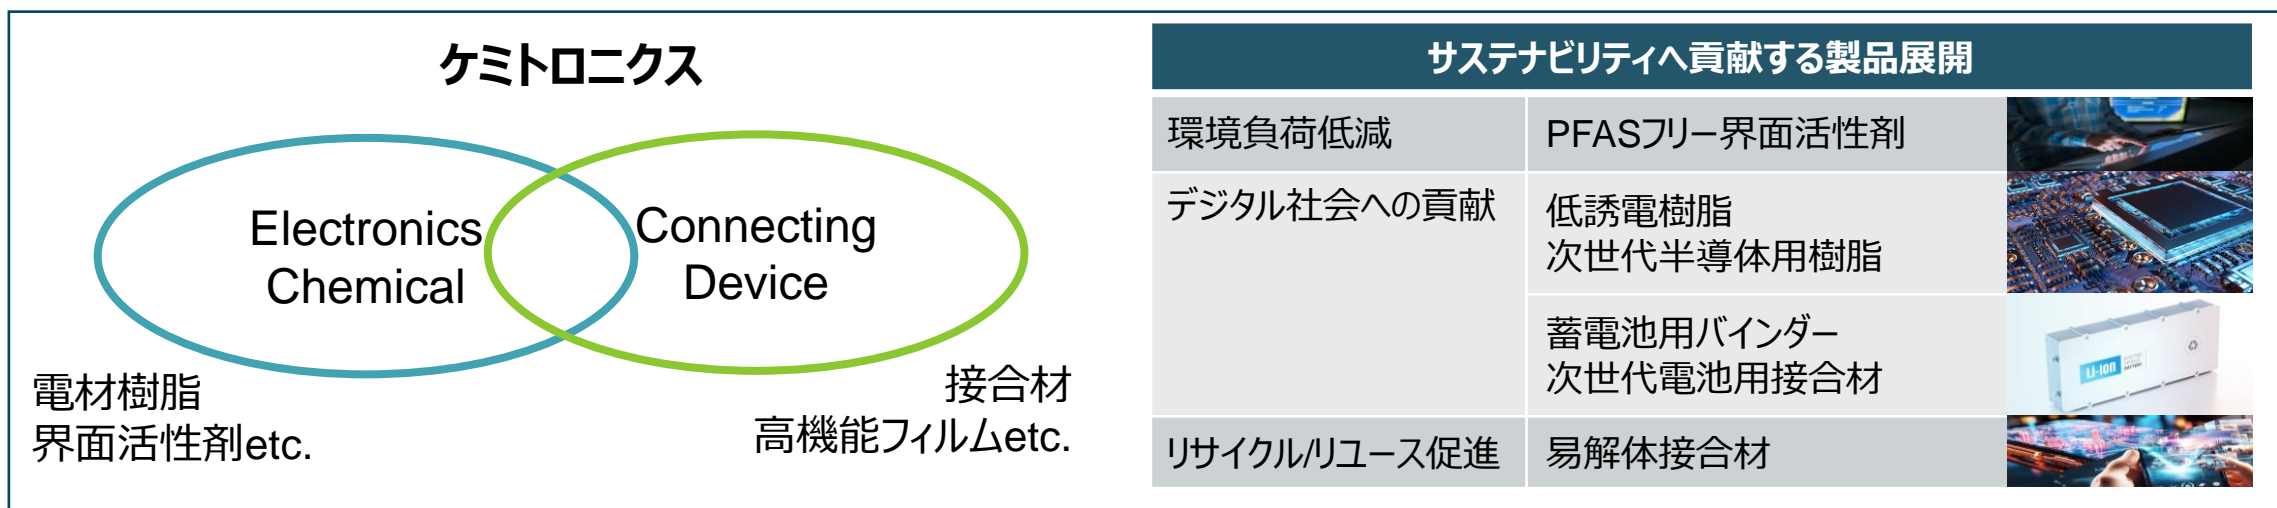 ケミトロニクス
Electronics
Chemical
Connecting
Device
電材樹脂
界面活性剤etc.
接合材
高機能フィルムetc.
サステナビリティへ貢献する製品展開
環境負荷低減
PFASフリー界面活性剤
デジタル社会への貢献
低誘電樹脂
次世代半導体用樹脂
蓄電池用バインダー
次世代電池用接合材
Li-ion
BATTERY
リサイクル/リユース促進
易解体接合材